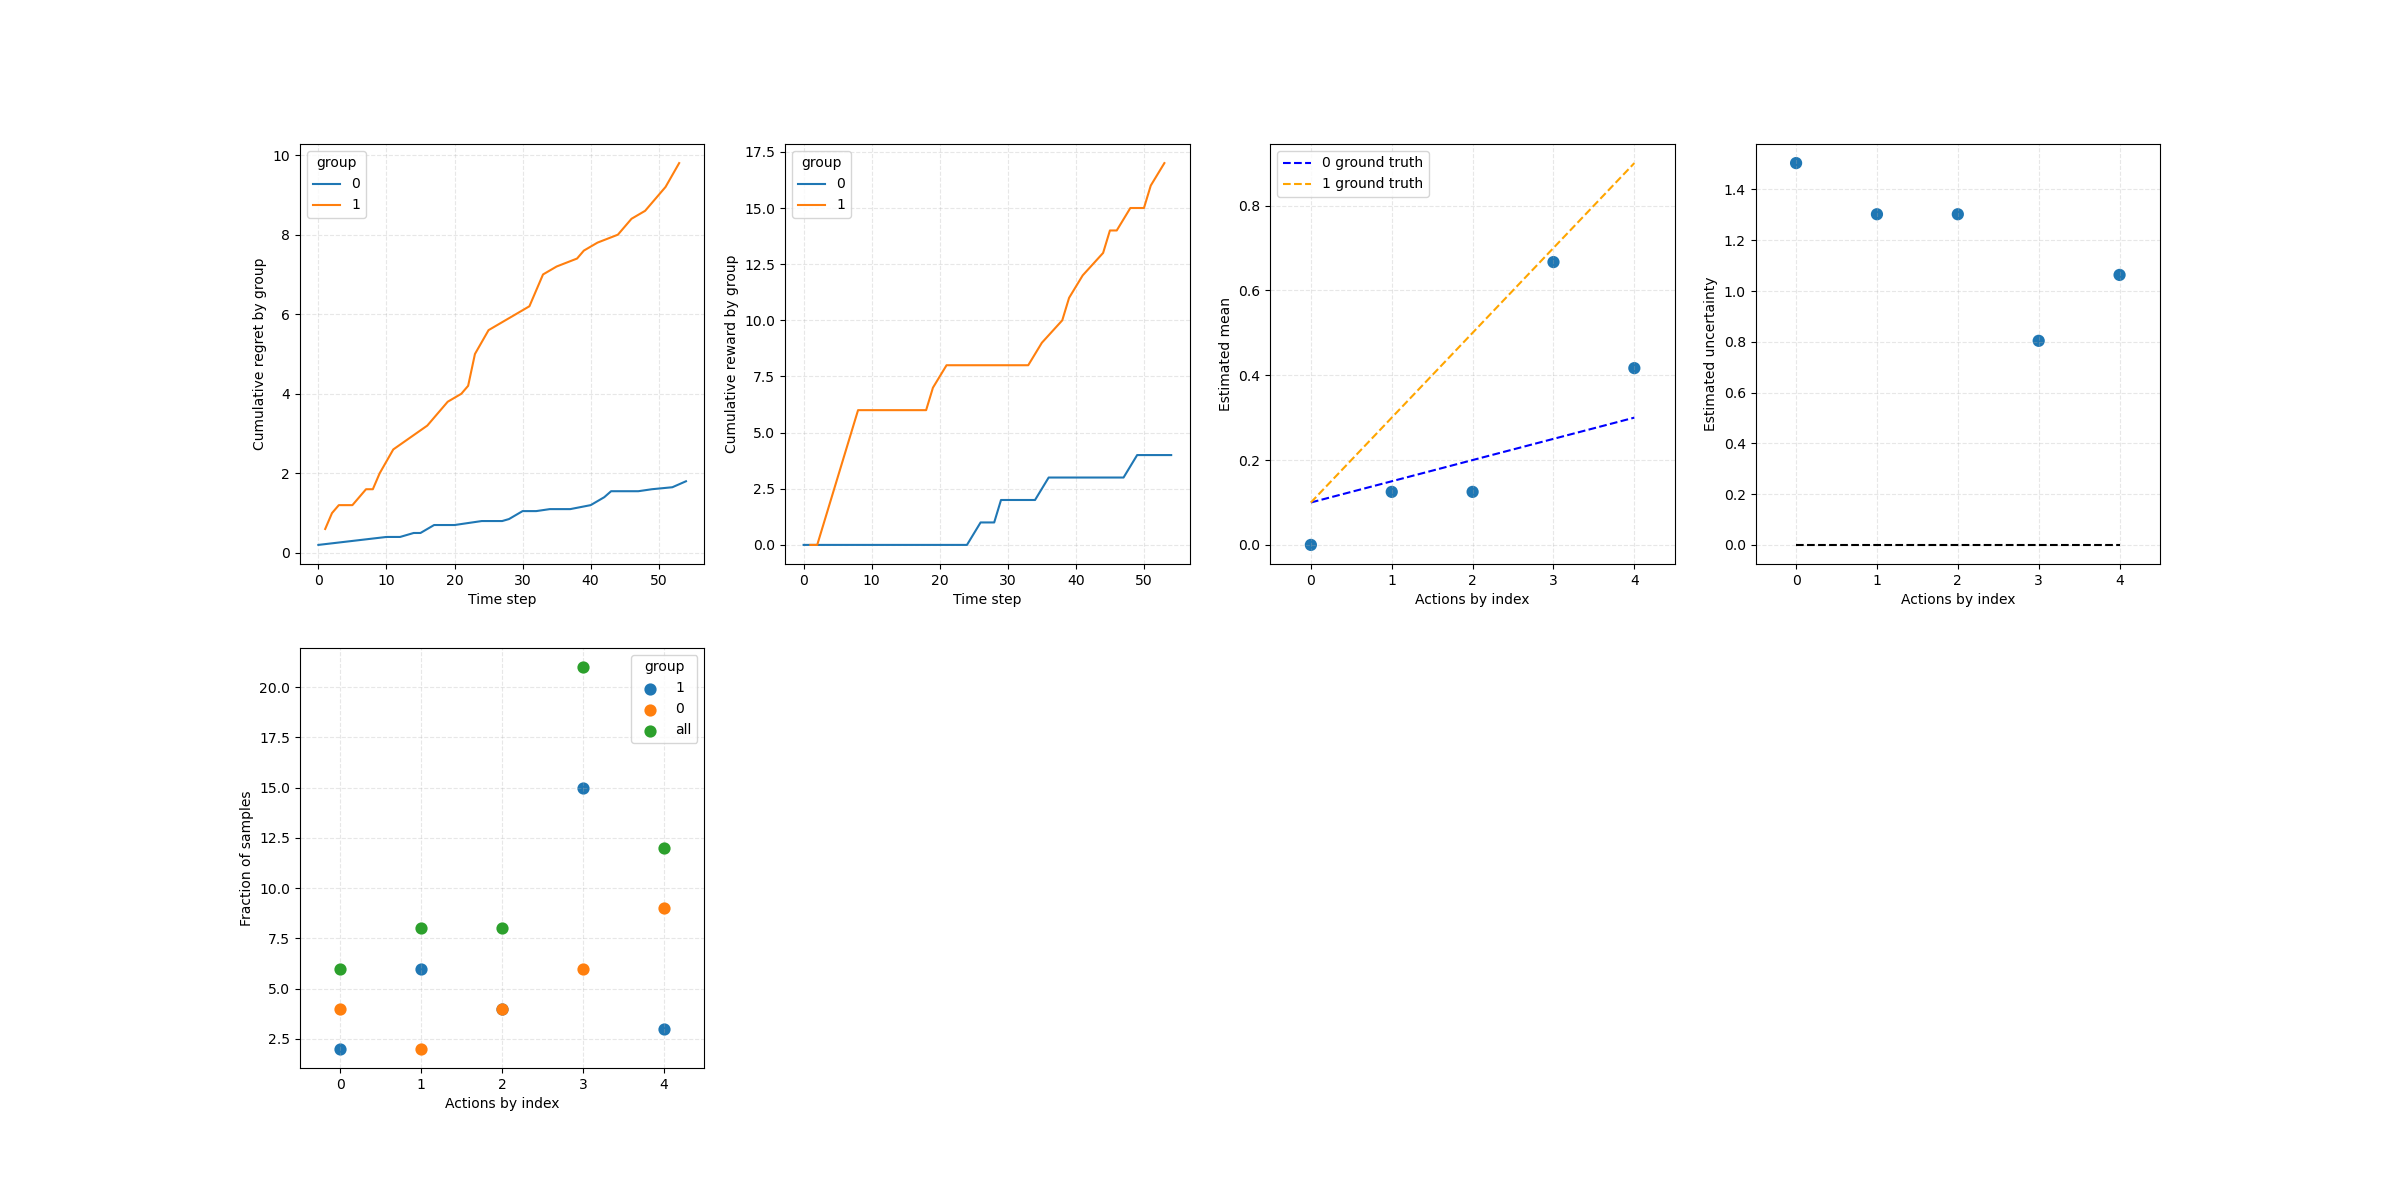 Cumulative regret by group
10
8
6
4
2
0
group
0
1
0 10 20 30 40 50
Time step
Cumulative reward by group
17.5
15.0
12.5
10.0
7.5
5.0
2.5
0.0
group
0
1
0 10 20 30 40 50
Time step
Estimated mean
0.8
0.6
0.4
0.2
0.0
0 ground truth
1 ground truth
0 1 2 3 4
Actions by index
Estimated uncertainty
1.4
1.2
1.0
0.8
0.6
0.4
0.2
0.0
0 1 2 3 4
Actions by index
Fraction of samples
20.0
17.5
15.0
12.5
10.0
7.5
5.0
2.5
group
1
0
all
0 1 2 3 4
Actions by index